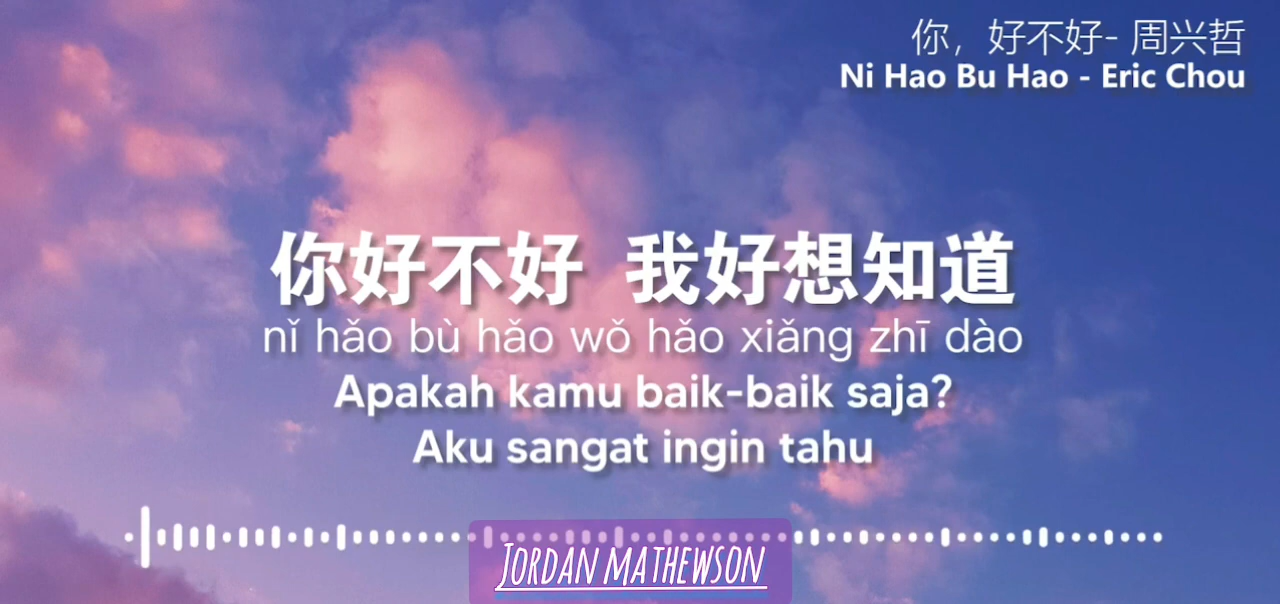 你，好不好- 周兴哲
Ni Hao Bu Hao - Eric Chou
你好不好 我好想知道
nǐ hǎo bù hǎo wǒ hǎo xiǎng zhī dào
Apakah kamu baik-baik saja?
Aku sangat ingin tahu
JORDAN MATHEWSON